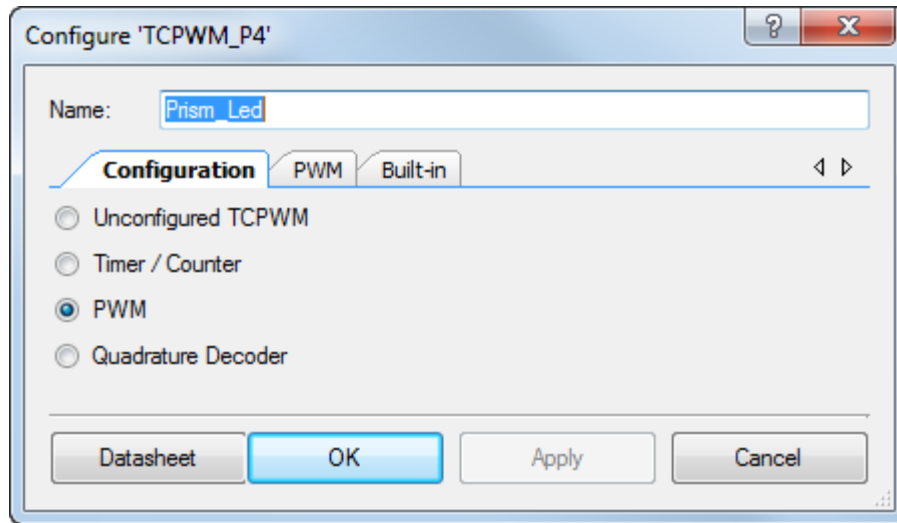 Configure 'TCPWM_P4'
Name: Prism_Led
Configuration PWM Built-in
Unconfigured TCPWM
Timer / Counter
PWM
Quadrature Decoder
Datasheet OK Apply Cancel